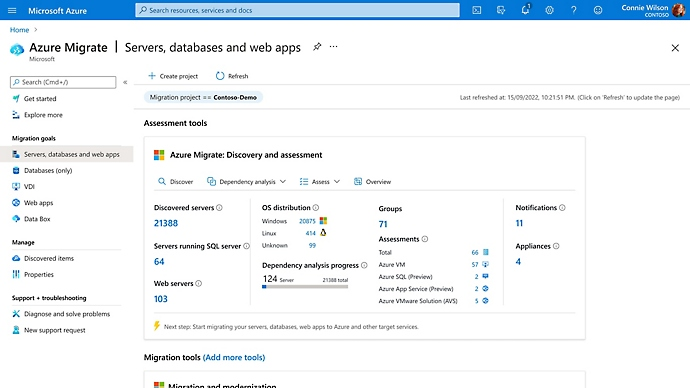 Microsoft Azure
Search resources, services and docs
1
Connie Wilson
CONTOSO
Home
Azure Migrate | Servers, databases and web apps
Microsoft
Search (Cmd+/)
Get started
Explore more
Migration goals
Servers, databases and web apps
Databases (only)
VDI
Web apps
Data Box
Manage
Discovered items
Properties
Support + troubleshooting
Diagnose and solve problems
New support request
Create project
Refresh
Migration project == Contoso-Demo
Last refreshed at: 15/09/2022, 10:21:51 PM. (Click on 'Refresh' to update the page)
Assessment tools
Azure Migrate: Discovery and assessment
Discover
Dependency analysis
Assess
Overview
Discovered servers
21388
Servers running SQL server
64
Web servers
103
OS distribution
Windows 20875
Linux 414
Unknown 99
Dependency analysis progress
124 Server 21388 total
Groups
71
Assessments
Total 66
Azure VM 57
Azure SQL (Preview) 2
Azure App Service (Preview) 2
Azure VMware Solution (AVS) 5
Notifications
11
Appliances
4
Next step: Start migrating your servers, databases, web apps to Azure and other target services.
Migration tools (Add more tools)
Migration and modernization